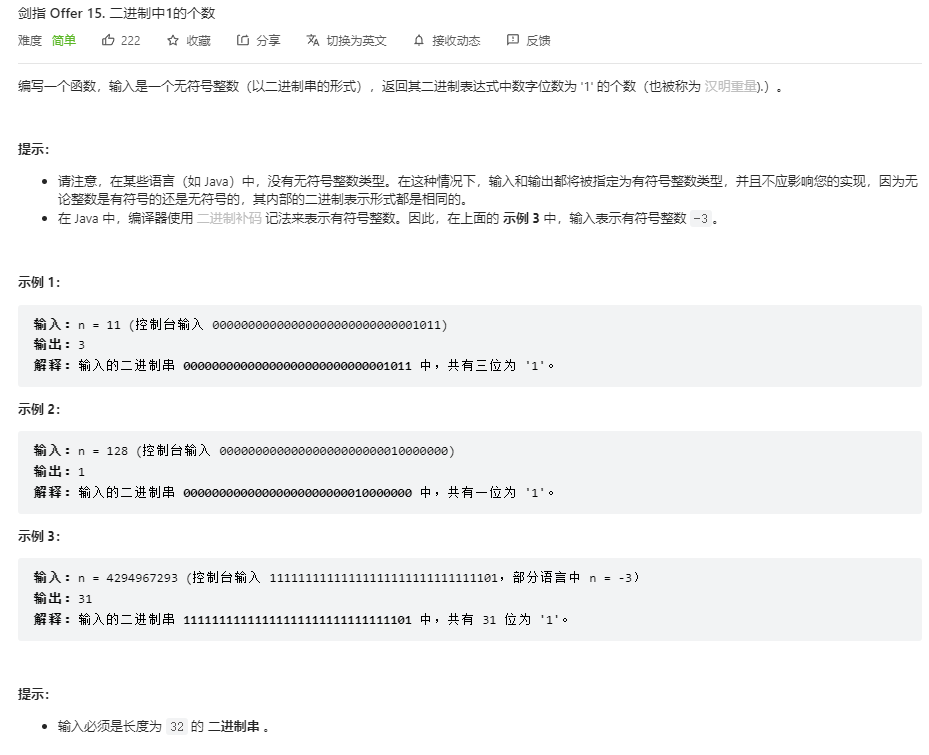 剑指 Offer 15. 二进制中1的个数
难度 简单 222 收藏 分享 切换为英文 接收动态 反馈
编写一个函数，输入是一个无符号整数（以二进制串的形式），返回其二进制表达式中数字位数为 '1' 的个数（也被称为 汉明重量).）。
提示：
请注意，在某些语言（如 Java）中，没有无符号整数类型。在这种情况下，输入和输出都将被指定为有符号整数类型，并且不应影响您的实现，因为无
论整数是有符号的还是无符号的，其内部的二进制表示形式都是相同的。
在 Java 中，编译器使用 二进制补码 记法来表示有符号整数。因此，在上面的 示例 3 中，输入表示有符号整数 -3。
示例 1：
输入：n = 11 (控制台输入 00000000000000000000000000001011)
输出：3
解释：输入的二进制串 00000000000000000000000000001011 中，共有三位为 '1'。
示例 2：
输入：n = 128 (控制台输入 00000000000000000000000010000000)
输出：1
解释：输入的二进制串 00000000000000000000000010000000 中，共有一位为 '1'。
示例 3：
输入：n = 4294967293 (控制台输入 11111111111111111111111111111101，部分语言中 n = -3）
输出：31
解释：输入的二进制串 11111111111111111111111111111101 中，共有 31 位为 '1'。
提示：
输入必须是长度为 32 的 二进制串 。